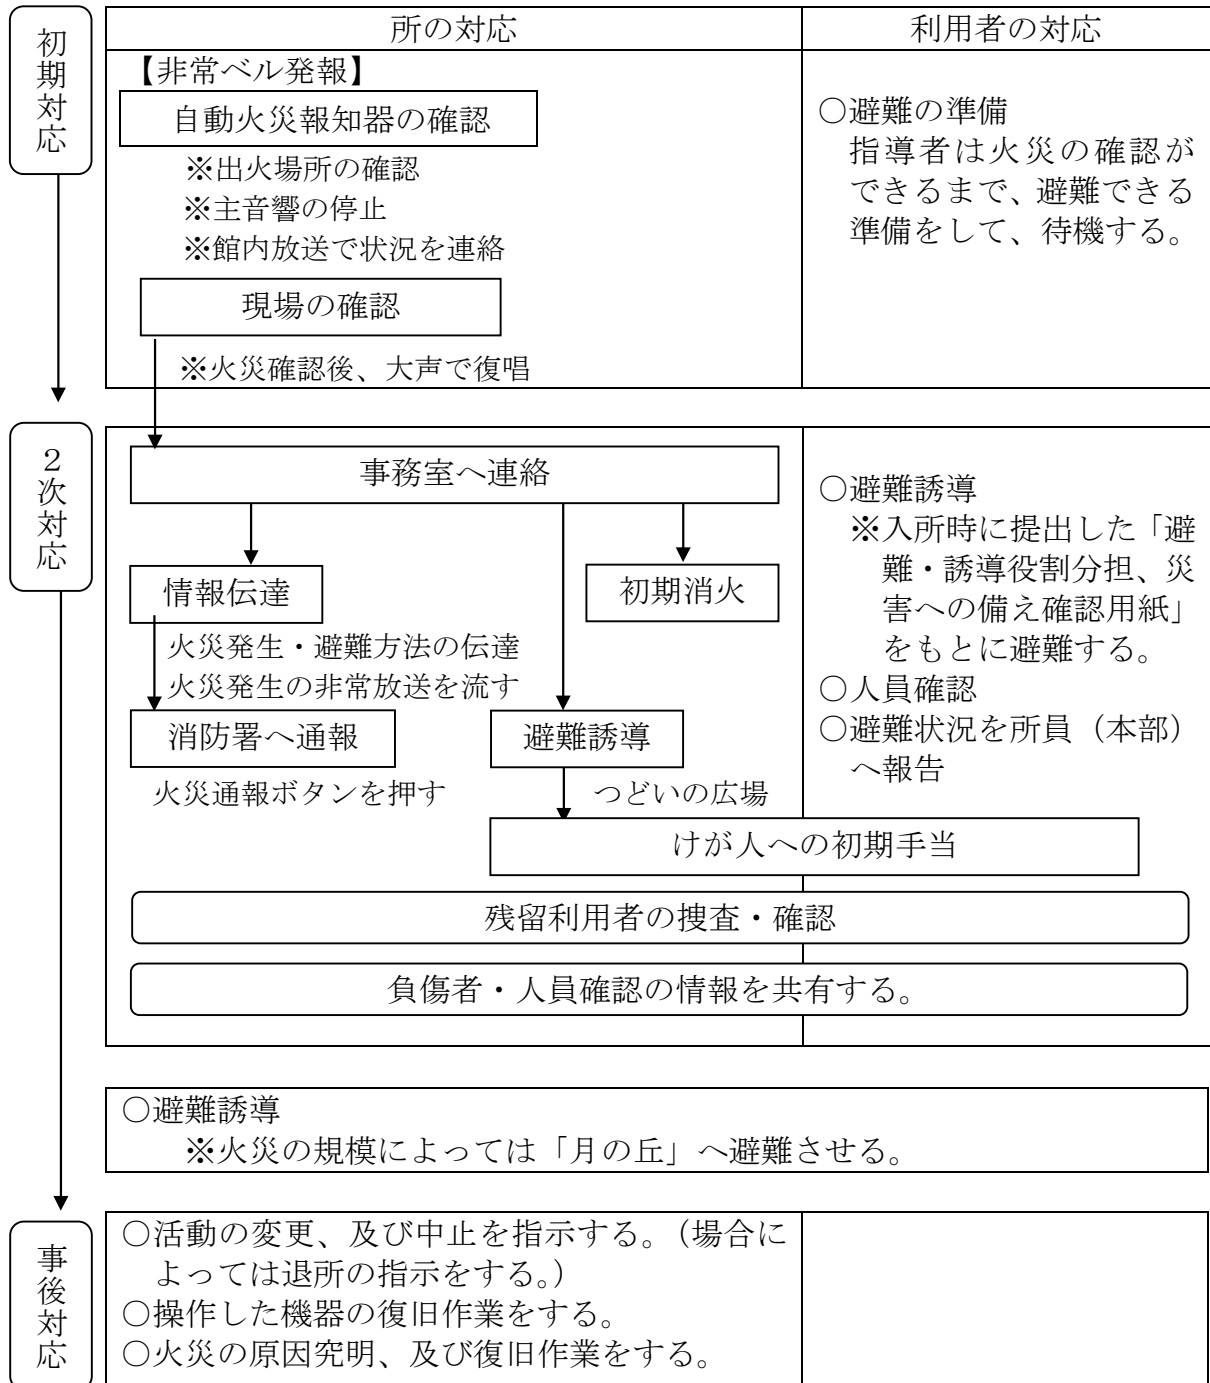 初期対応
所の対応
利用者の対応
【非常ベル発報】
自動火災報知器の確認
※出火場所の確認
※主音響の停止
※館内放送で状況を連絡
現場の確認
※火災確認後、大声で復唱
○避難の準備
指導者は火災の確認が
できるまで、避難できる
準備をして、待機する。
2次対応
事務室へ連絡
情報伝達
初期消火
火災発生・避難方法の伝達
火災発生の非常放送を流す
消防署へ通報
避難誘導
火災通報ボタンを押す
つどいの広場
○避難誘導
※入所時に提出した「避
難・誘導役割分担、災
害への備え確認用紙」
をもとに避難する。
○人員確認
○避難状況を所員（本部）
へ報告
けが人への初期手当
残留利用者の捜査・確認
負傷者・人員確認の情報を共有する。
○避難誘導
※火災の規模によっては「月の丘」へ避難させる。
事後対応
○活動の変更、及び中止を指示する。（場合に
よっては退所の指示をする。）
○操作した機器の復旧作業をする。
○火災の原因究明、及び復旧作業をする。